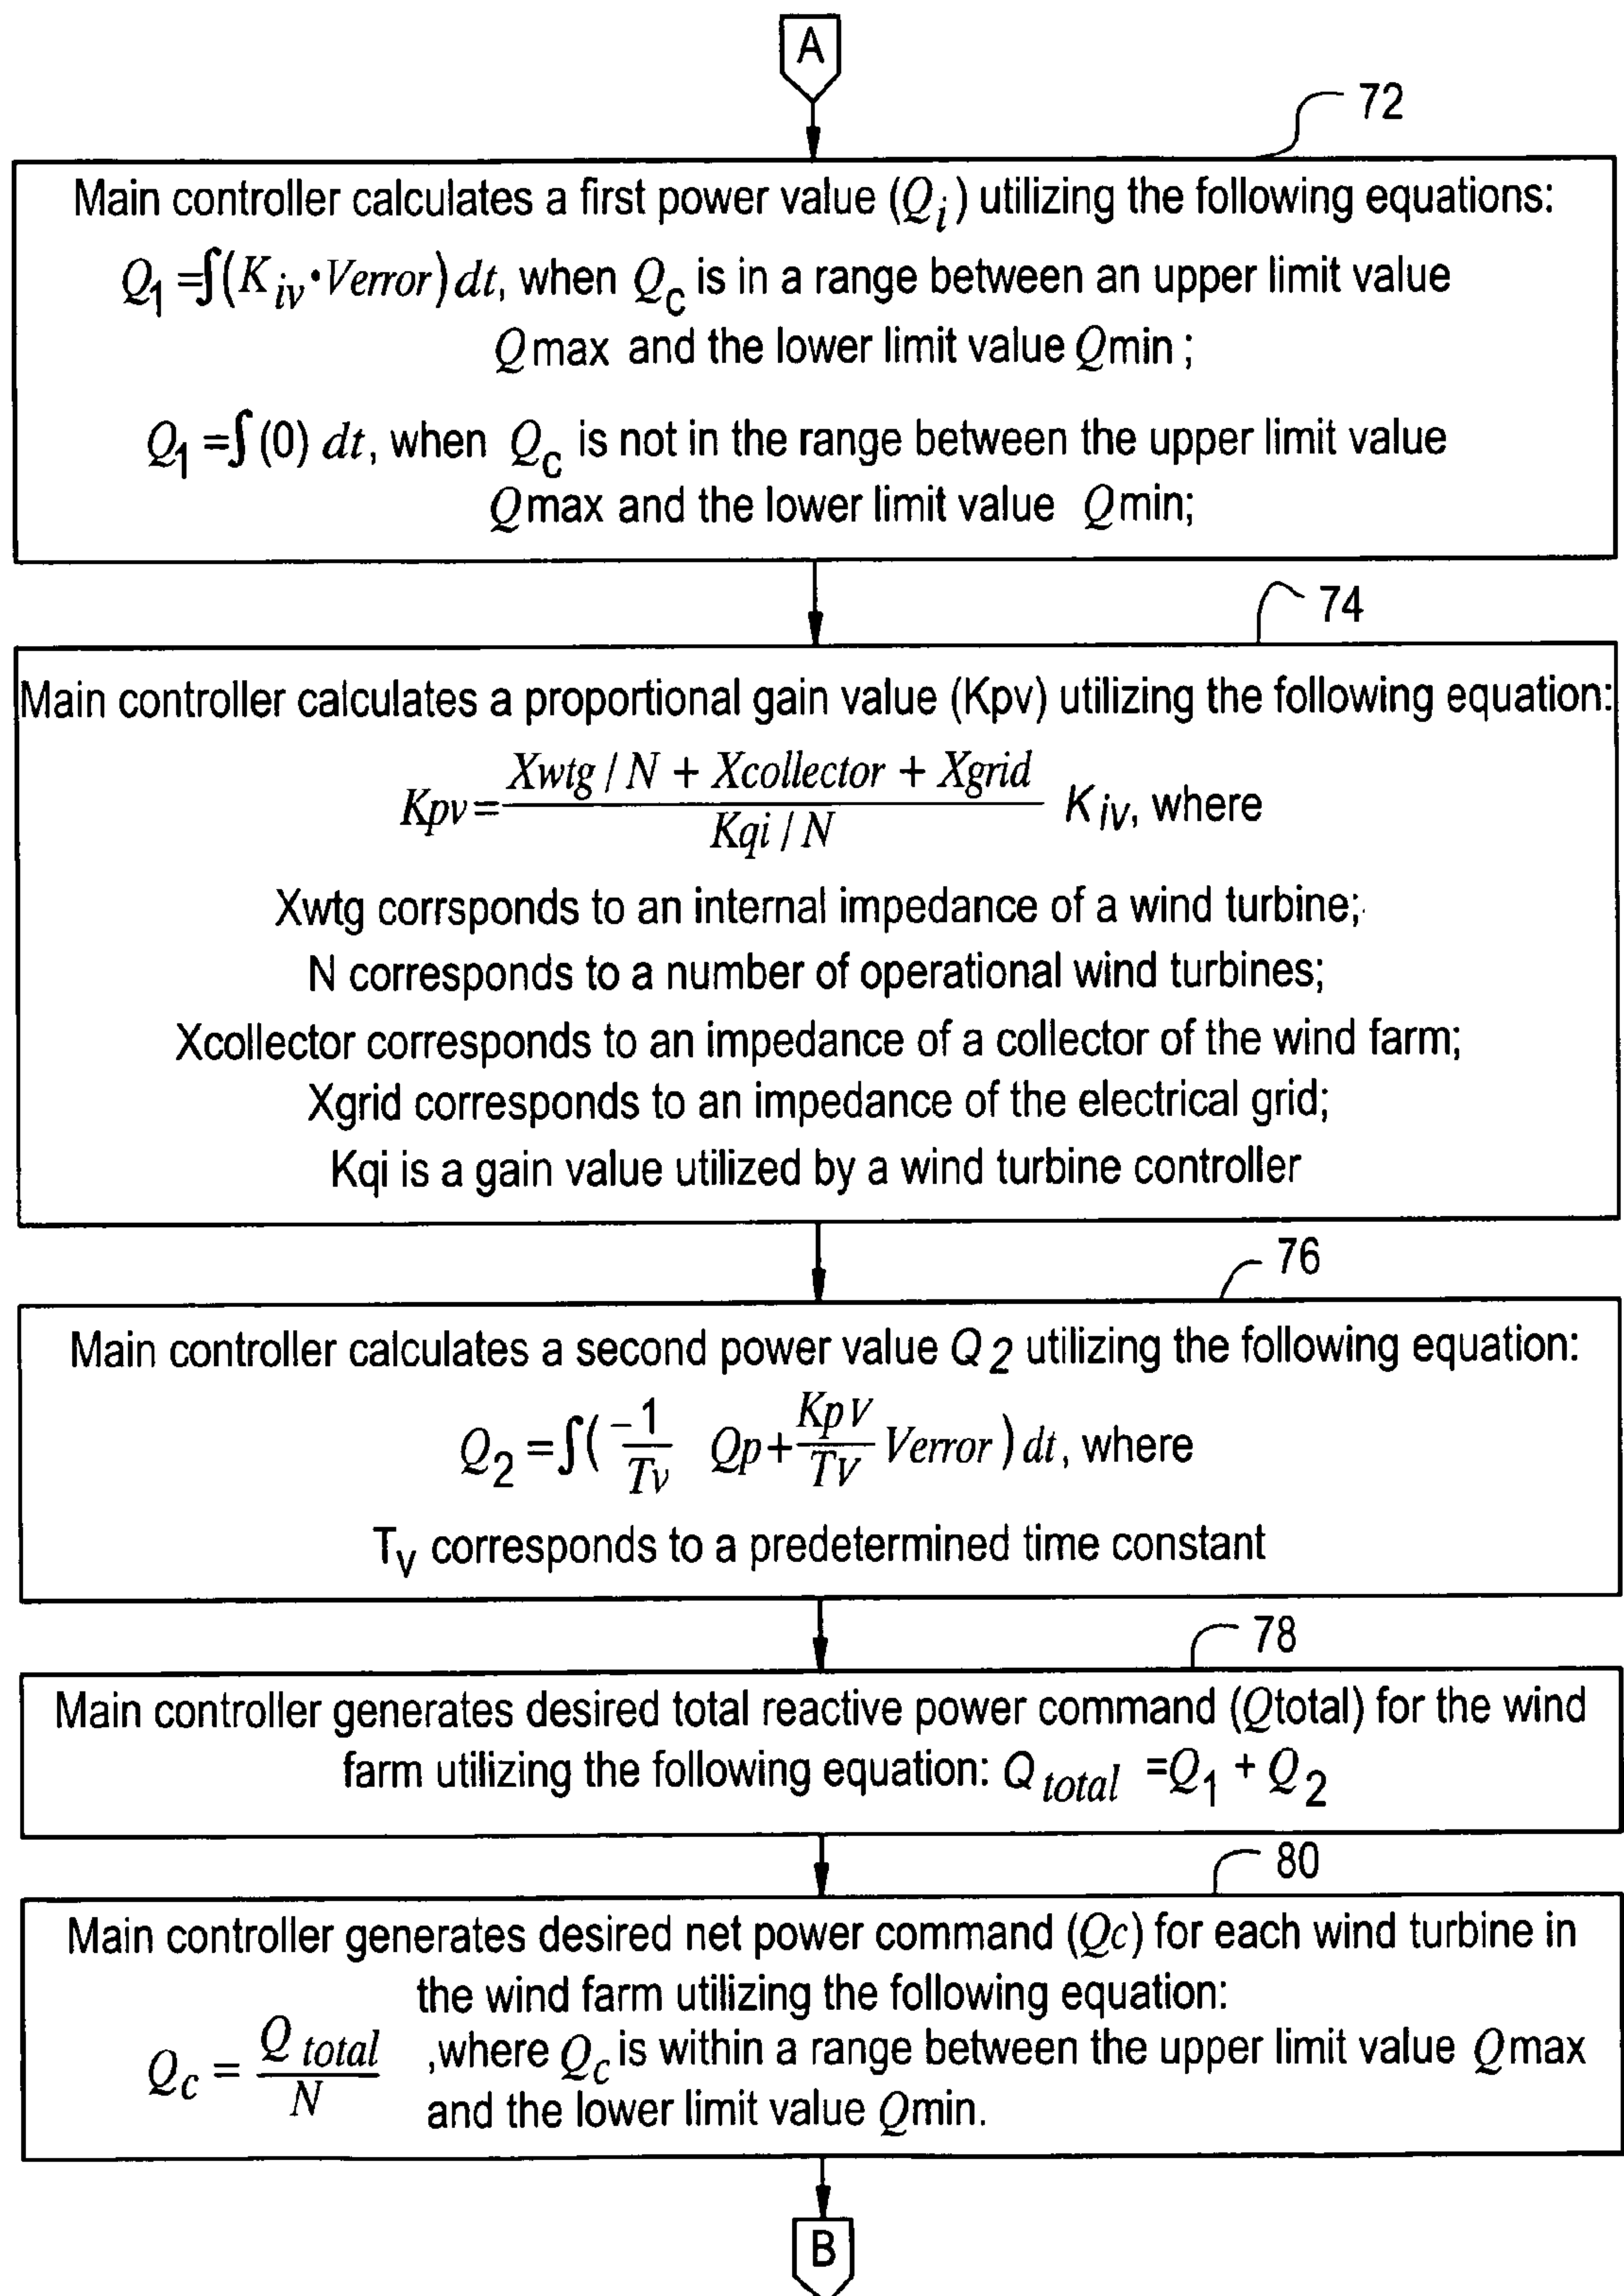 A
72
Main controller calculates a first power value (Qi) utilizing the following equations:
Q1 =∫(Kiv•Verror) dt, when Qc is in a range between an upper limit value
Qmax and the lower limit value Qmin ;
Q1 =∫(0) dt, when Qc is not in the range between the upper limit value
Qmax and the lower limit value Qmin;
74
Main controller calculates a proportional gain value (Kpv) utilizing the following equation:
Kpv = (Xwtg / N + Xcollector + Xgrid) / (Kqi / N) Kiv, where
Xwtg corrsponds to an internal impedance of a wind turbine;
N corresponds to a number of operational wind turbines;
Xcollector corresponds to an impedance of a collector of the wind farm;
Xgrid corresponds to an impedance of the electrical grid;
Kqi is a gain value utilized by a wind turbine controller
76
Main controller calculates a second power value Q2 utilizing the following equation:
Q2 =∫(-1/Tv Qp + KpV/TV Verror) dt, where
Tv corresponds to a predetermined time constant
78
Main controller generates desired total reactive power command (Qtotal) for the wind
farm utilizing the following equation: Qtotal =Q1 + Q2
80
Main controller generates desired net power command (Qc) for each wind turbine in
the wind farm utilizing the following equation:
Qc = Qtotal / N ,where Qc is within a range between the upper limit value Qmax
and the lower limit value Qmin.
B